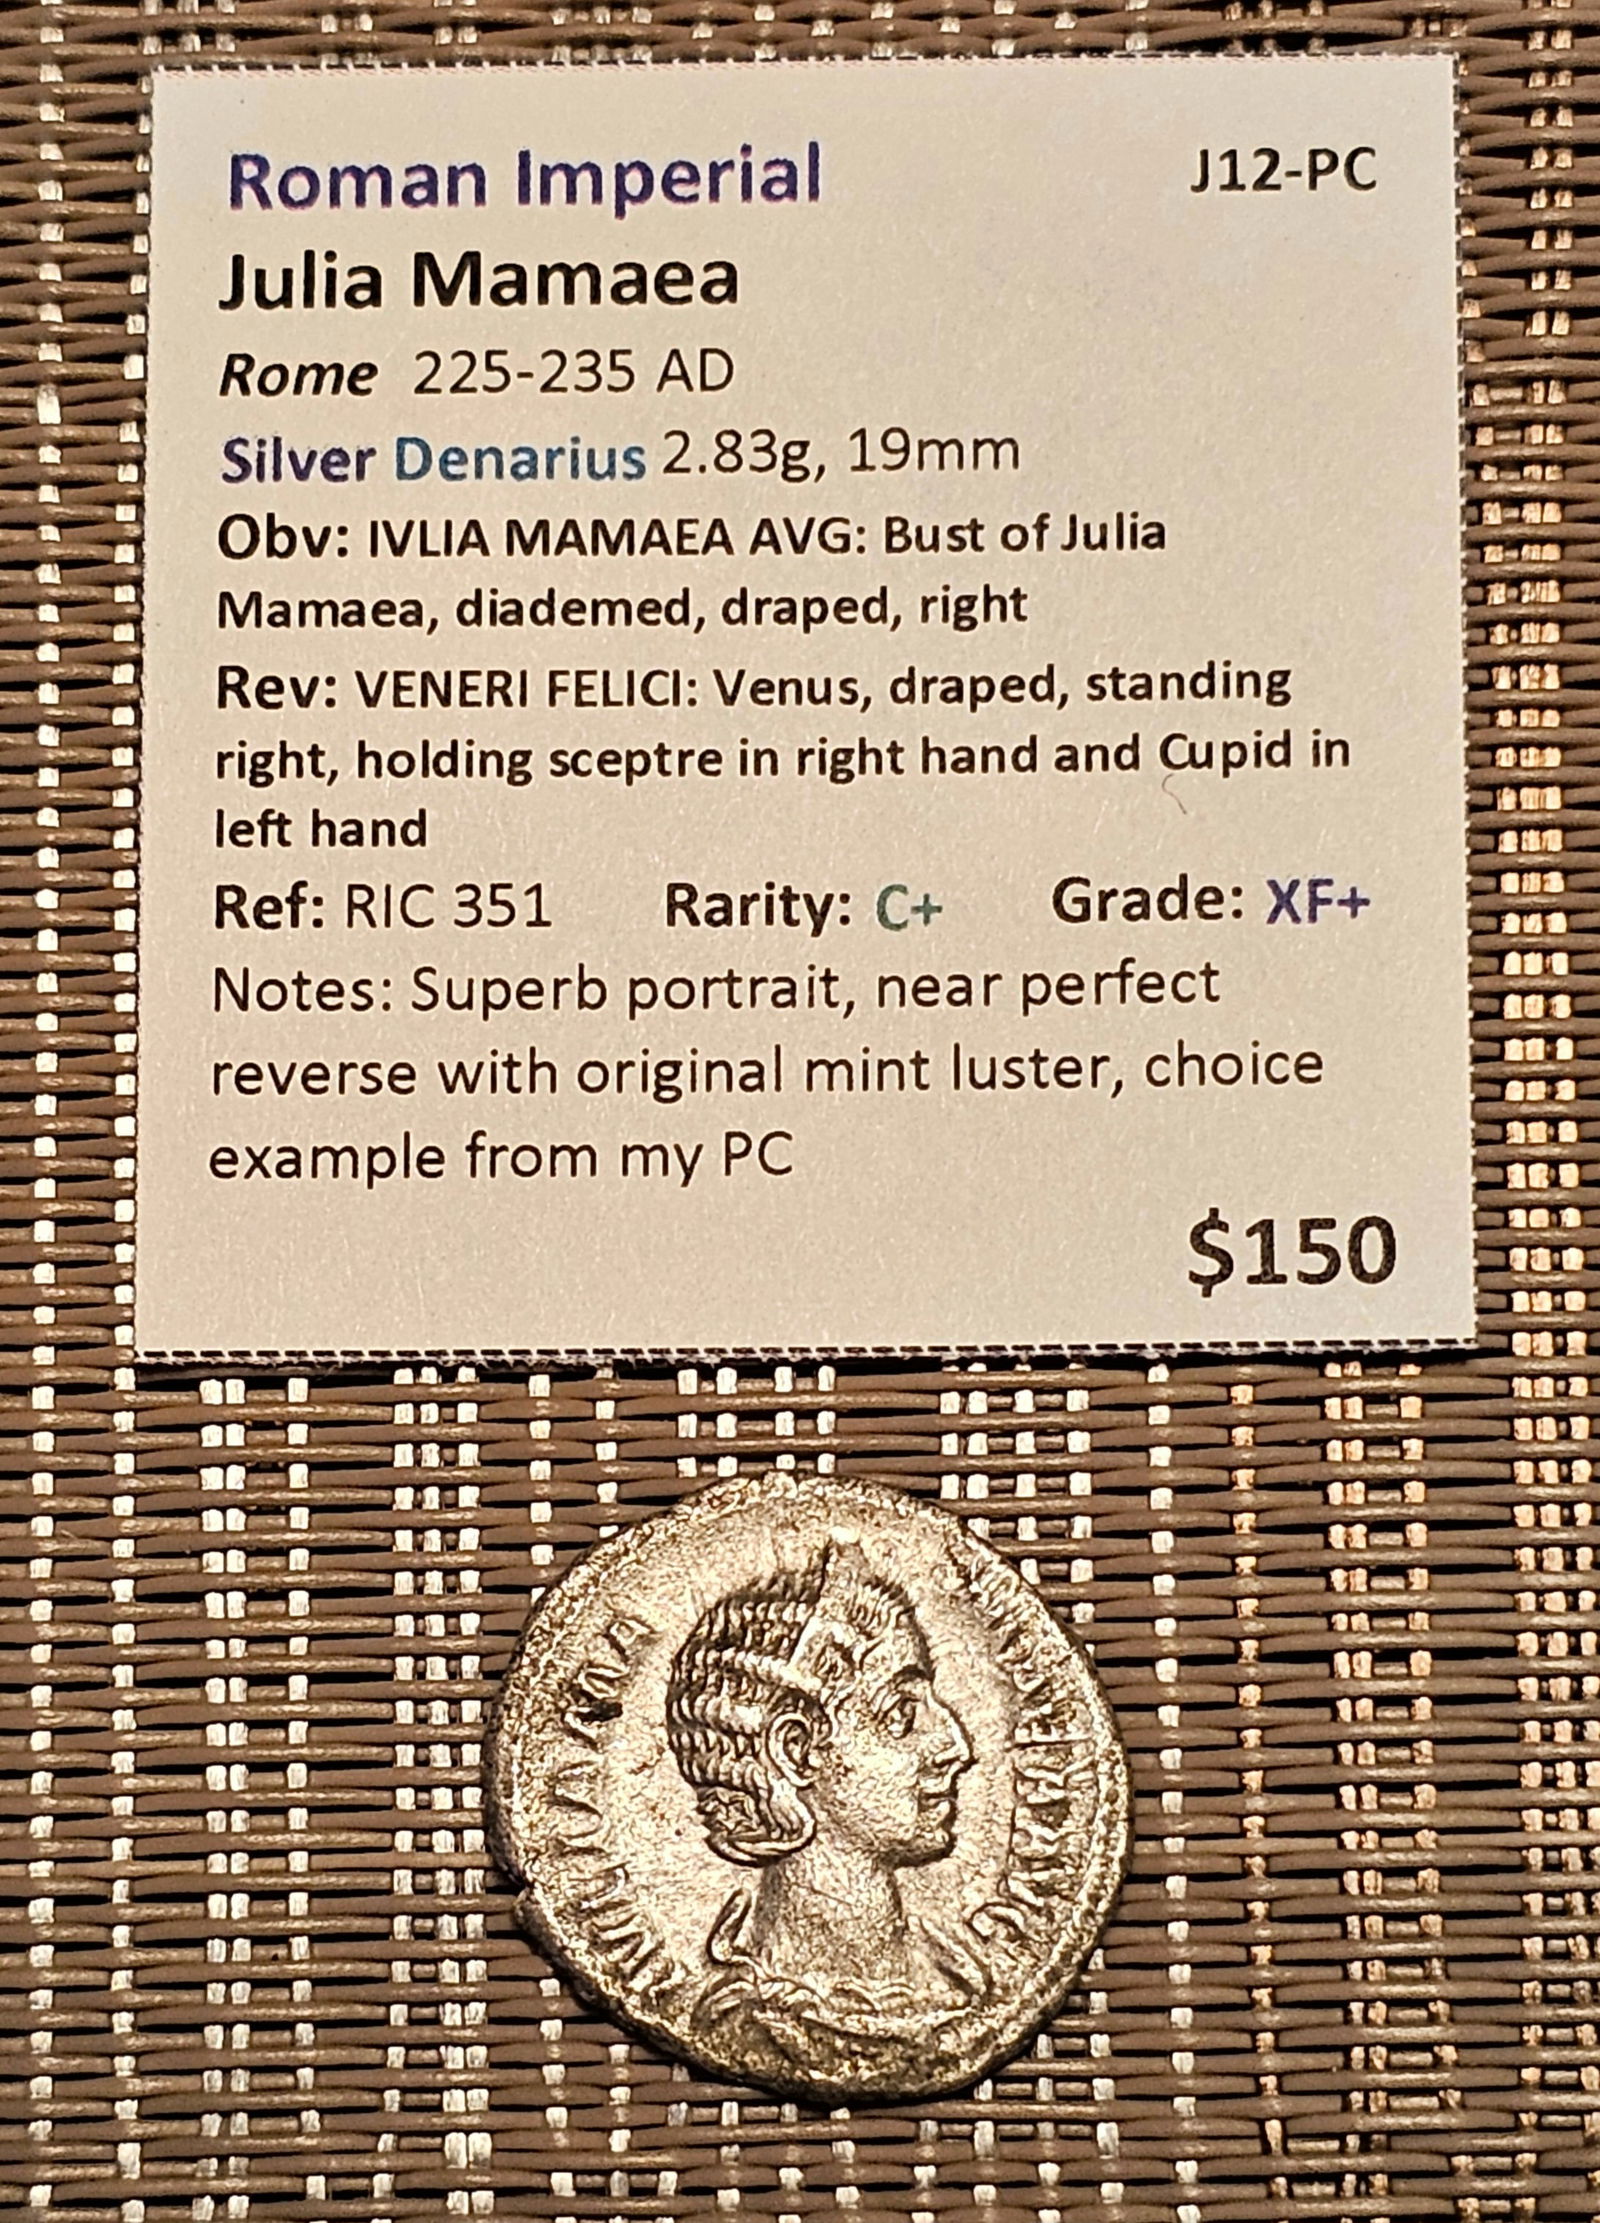 Roman Imperial J12-PC
Julia Mamaea
Rome 225-235 AD
Silver Denarius 2.83g, 19mm
Obv: IVLIA MAMAEA AVG: Bust of Julia
Mamaea, diademed, draped, right
Rev: VENERI FELICI: Venus, draped, standing
right, holding sceptre in right hand and Cupid in
left hand
Ref: RIC 351 Rarity: C+ Grade: XF+
Notes: Superb portrait, near perfect
reverse with original mint luster, choice
example from my PC
$150